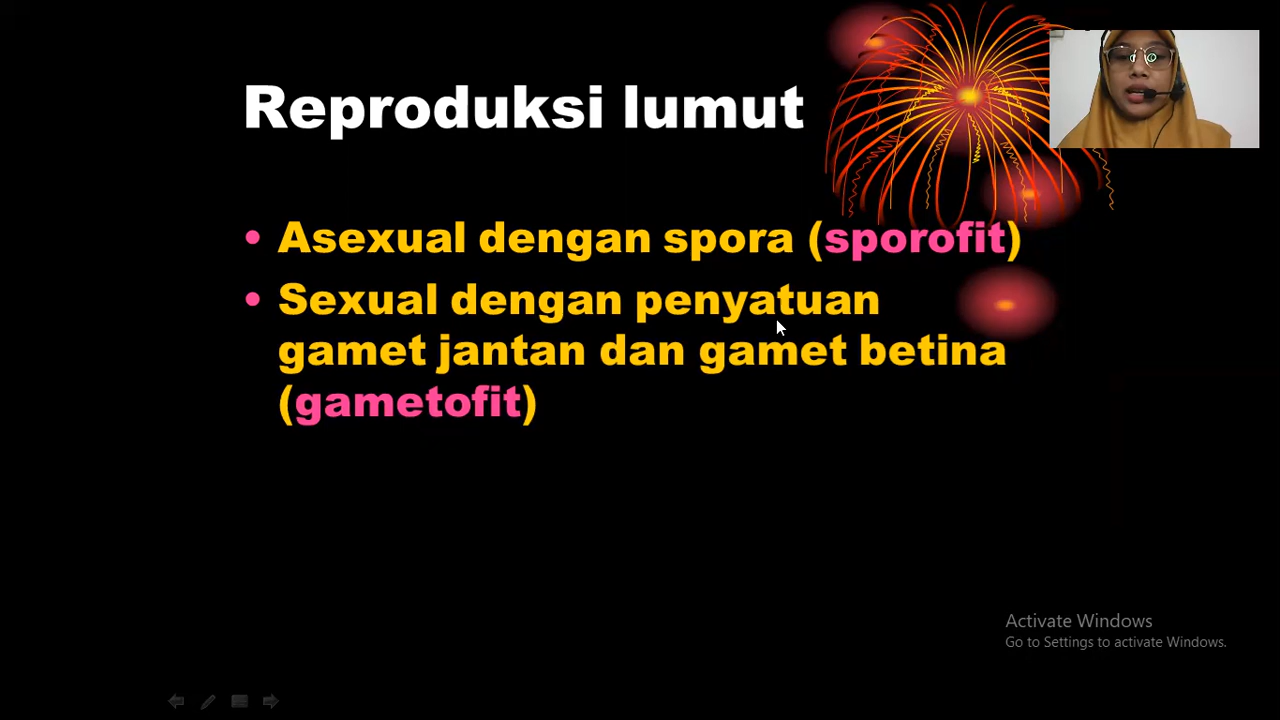 Reproduksi lumut
• Asexual dengan spora (sporofit)
• Sexual dengan penyatuan
gamet jantan dan gamet betina
(gametofit)
Activate Windows
Go to Settings to activate Windows.